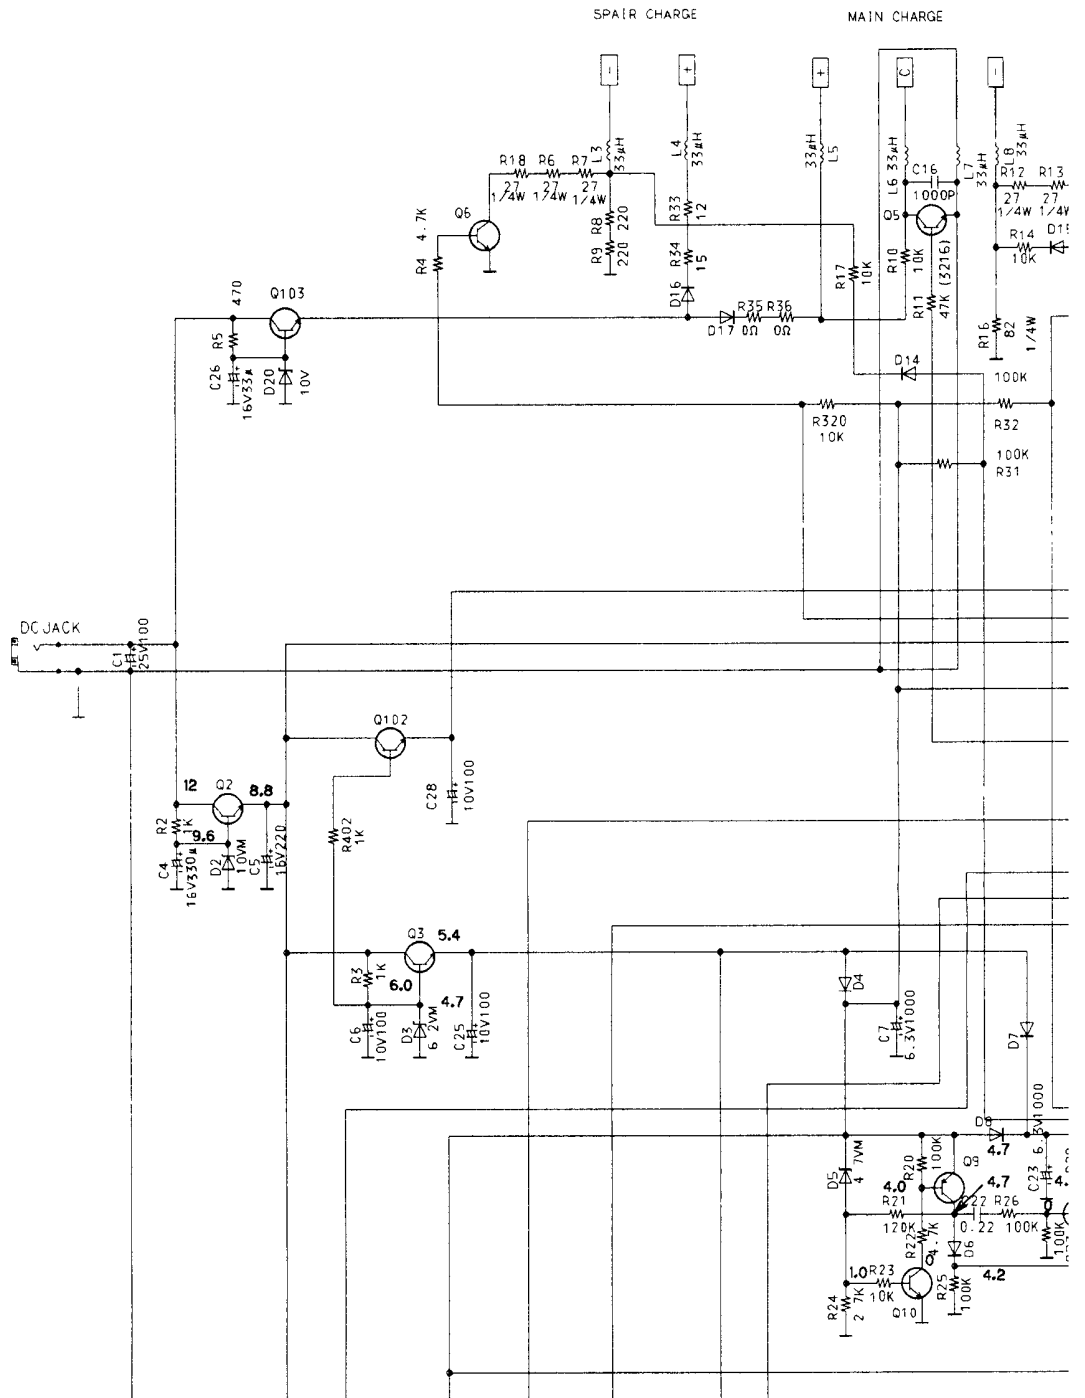 SPAIR CHARGE
MAIN CHARGE
-
+
+
C
-
L3
33μH
L4
33μH
33μH
L5
L6 33μH
C16
1000P
L7
33μH
L8
33μH
R18
27
1/4W
R6
27
1/4W
R7
27
1/4W
R12
27
1/4W
R13
27
1/4W
Q6
4.7K
R4
R8 220
R9 220
R33
12
R34
15
D16
R17
10K
Q5
R10
10K
R11
47K (3216)
R14
10K
D15
R16
82
1/4W
470
Q103
R5
C26
16V33μ
D20
10V
D17
R35
0Ω
R36
0Ω
D14
100K
R32
R320
10K
100K
R31
DC JACK
C1
25V100
Q102
C28
10V100
12
Q2
8.8
R2
1K
9.6
C4
16V330μ
D2
10VM
C5
16V220
R402
1K
Q3
5.4
R3
1K
6.0
4.7
C6
10V100
D3
6.2VM
C25
10V100
D4
C7
6.3V1000
D7
D8
4.7
6.3V1000
C23
D5
4.7VM
R20
100K
Q9
4.0
4.7
4.
R21
120K
C22
0.22
R26
100K
0
100K
R22
4.7K
D6
0
4.2
1.0
R23
10K
R24
2.7K
Q10
R25
100K